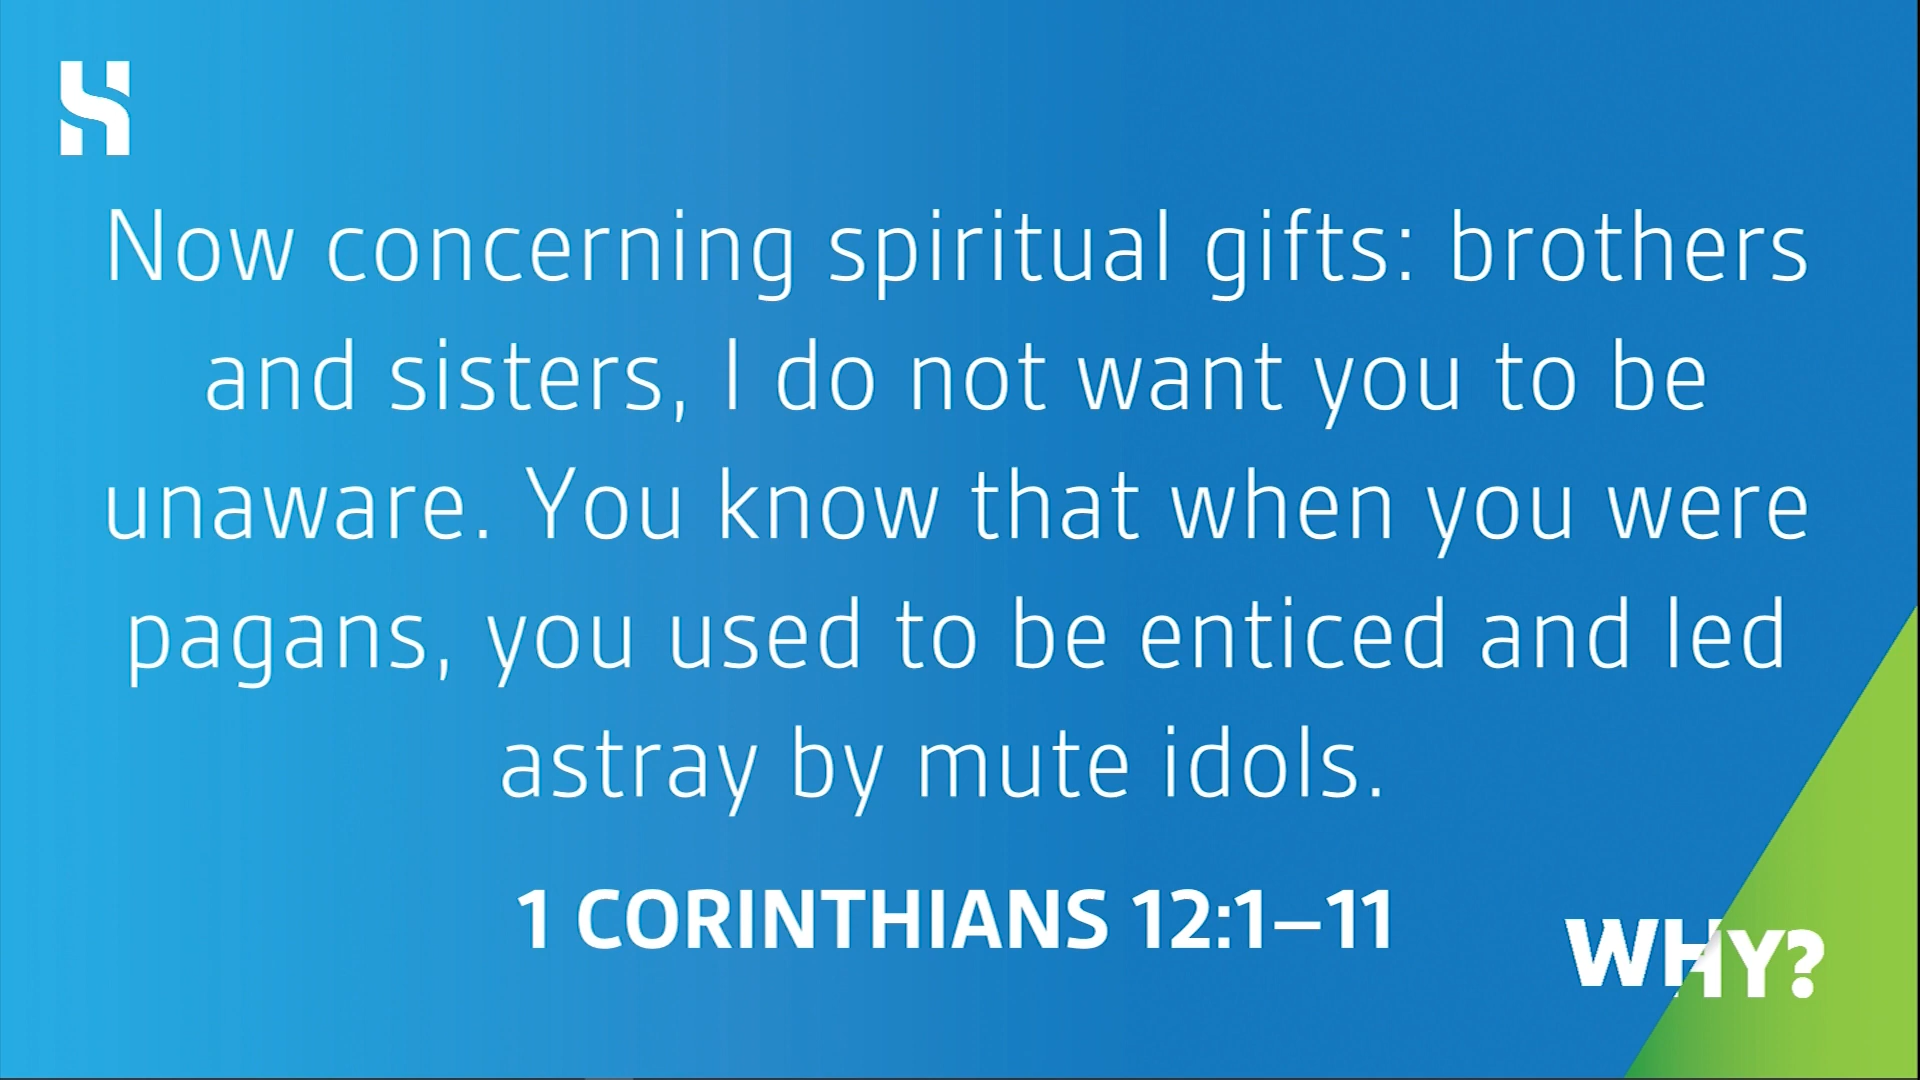 Now concerning spiritual gifts: brothers
and sisters, I do not want you to be
unaware. You know that when you were
pagans, you used to be enticed and led
astray by mute idols.
1 CORINTHIANS 12:1–11
WHY?